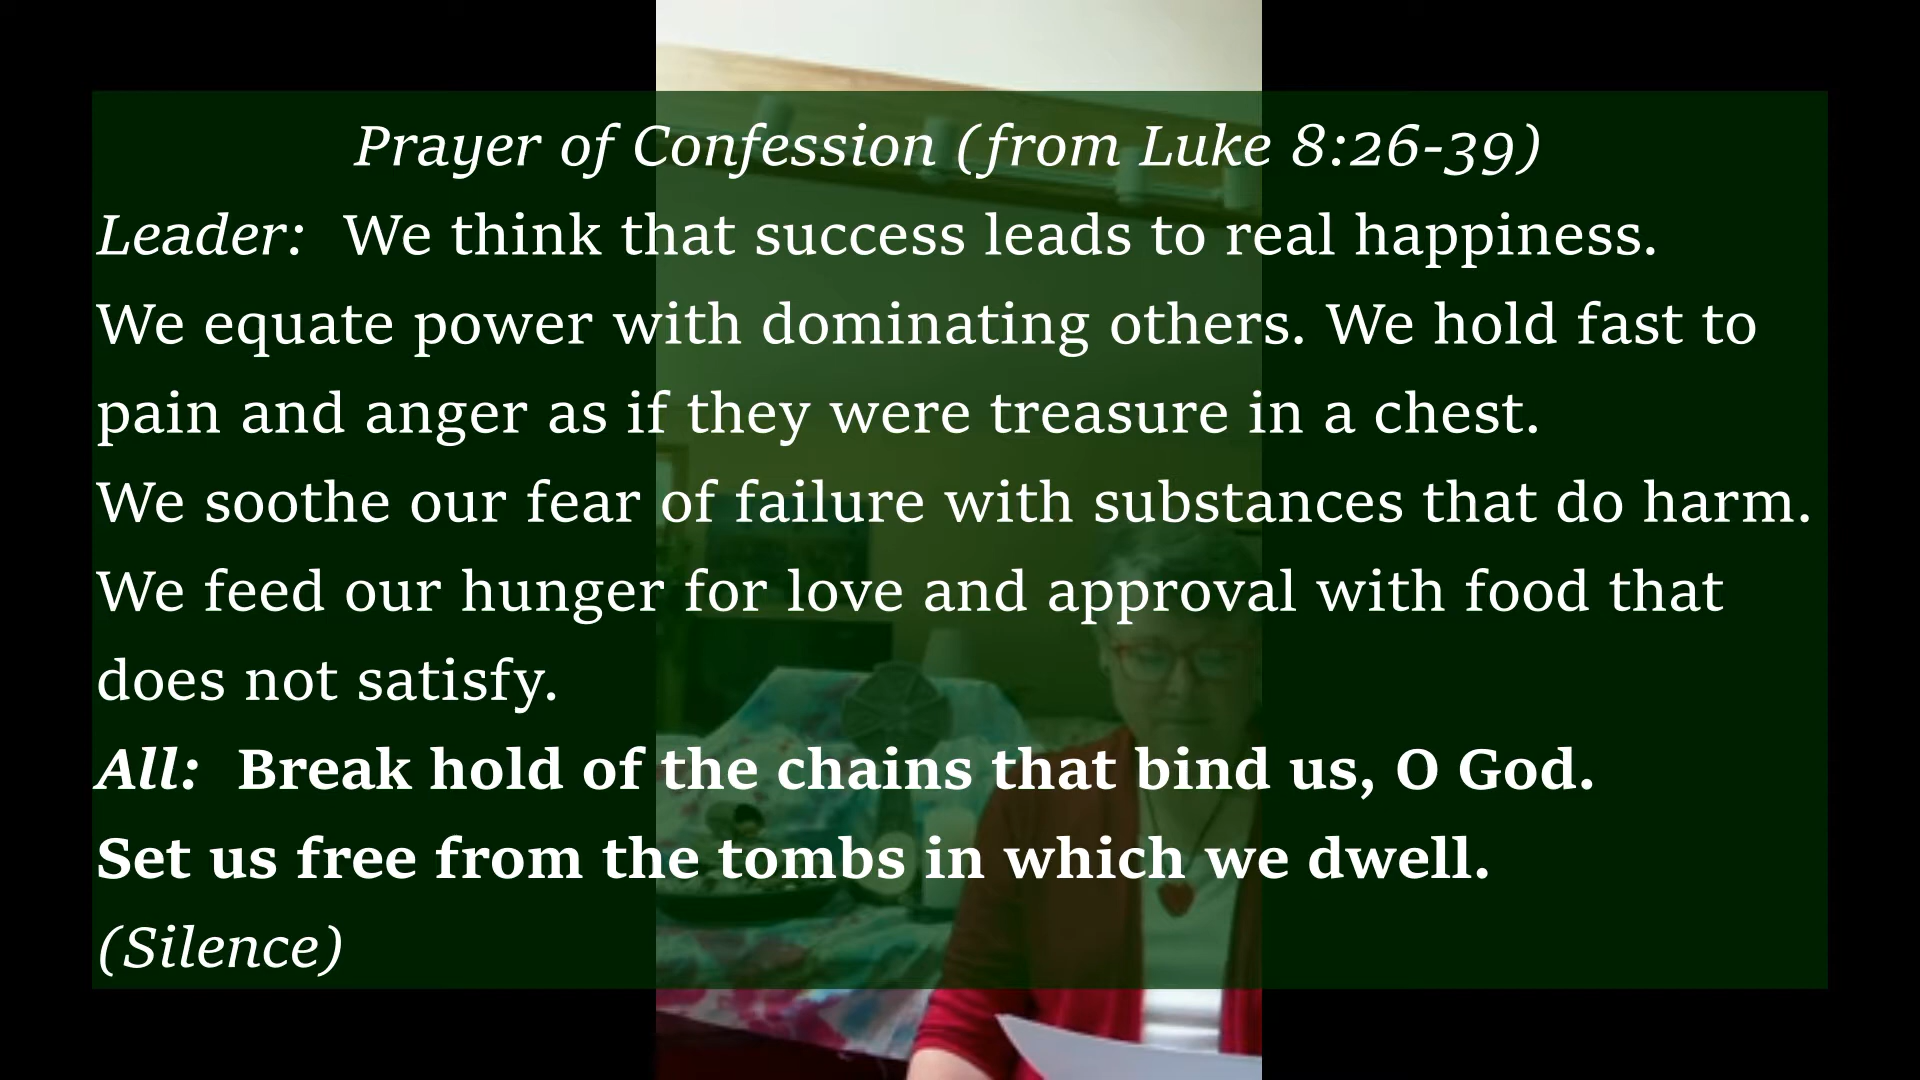 Prayer of Confession (from Luke 8:26-39)
Leader: We think that success leads to real happiness.
We equate power with dominating others. We hold fast to
pain and anger as if they were treasure in a chest.
We soothe our fear of failure with substances that do harm.
We feed our hunger for love and approval with food that
does not satisfy.
All: Break hold of the chains that bind us, O God.
Set us free from the tombs in which we dwell.
(Silence)